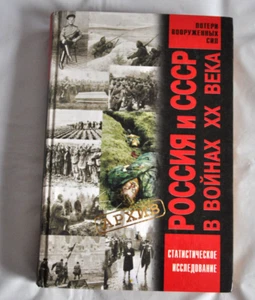 ПОТЕРИ
ВООРУЖЕННЫХ
СИЛ
РОССИЯ и СССР
В ВОЙНАХ XX ВЕКА
СТАТИСТИЧЕСКОЕ
ИССЛЕДОВАНИЕ
АРХИВ